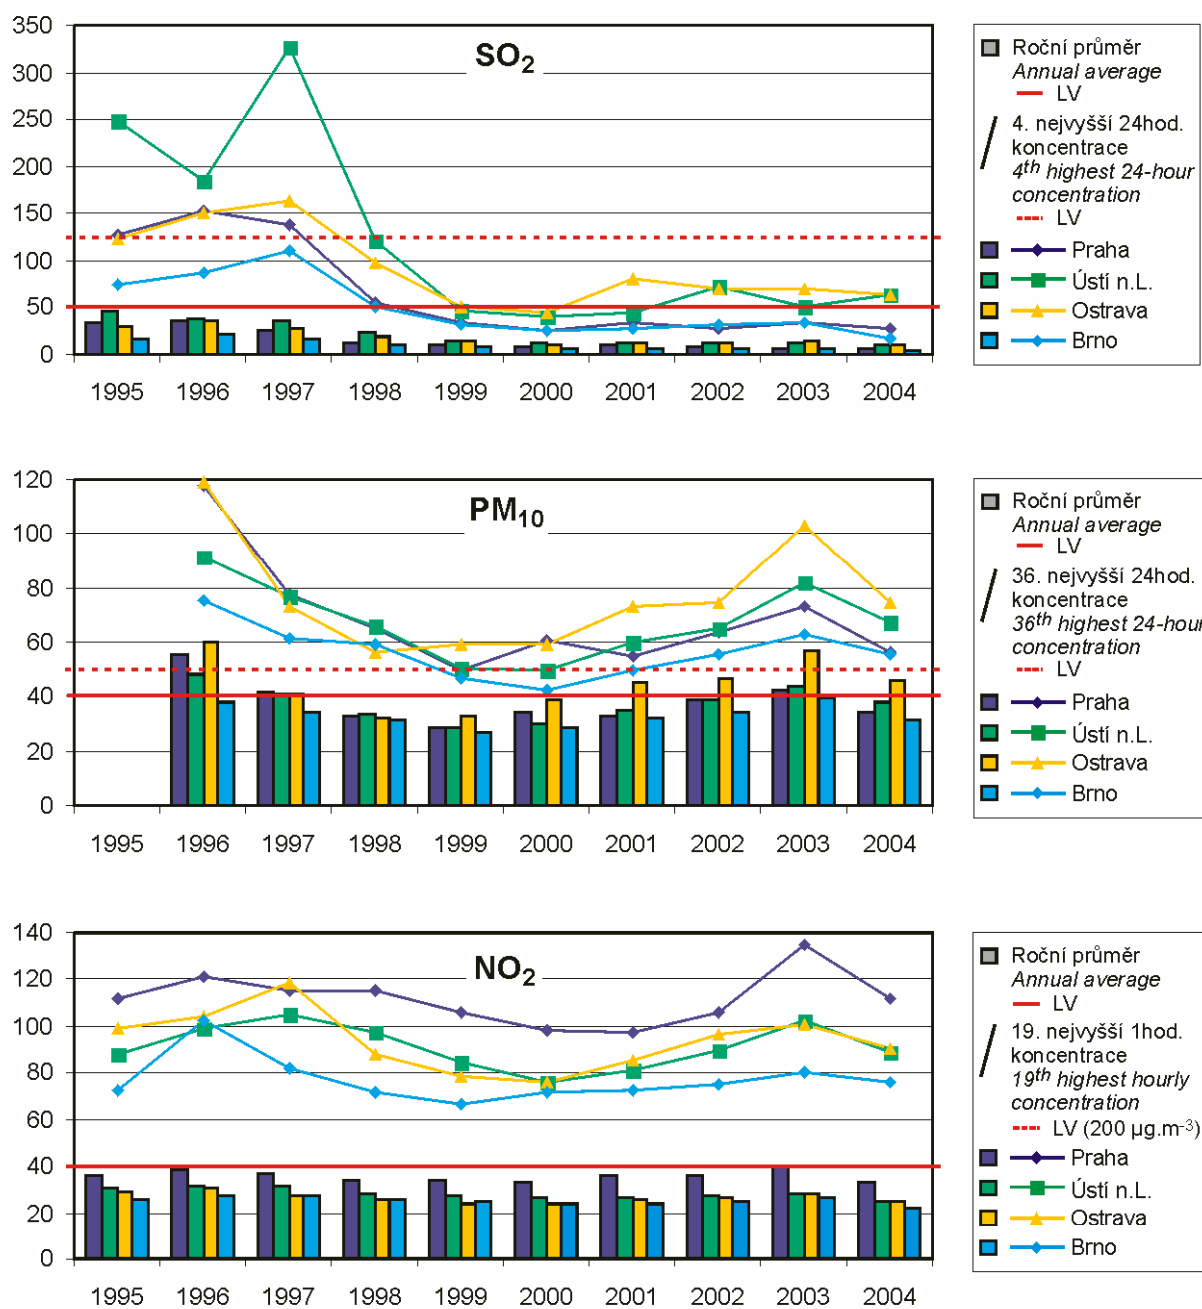 SO₂
350
300
250
200
150
100
50
0
1995 1996 1997 1998 1999 2000 2001 2002 2003 2004
Roční průměr
Annual average
LV
4. nejvyšší 24hod.
koncentrace
4th highest 24-hour
concentration
LV
Praha
Ústí n.L.
Ostrava
Brno
PM₁₀
120
100
80
60
40
20
0
1995 1996 1997 1998 1999 2000 2001 2002 2003 2004
Roční průměr
Annual average
LV
36. nejvyšší 24hod.
koncentrace
36th highest 24-hour
concentration
LV
Praha
Ústí n.L.
Ostrava
Brno
NO₂
140
120
100
80
60
40
20
0
1995 1996 1997 1998 1999 2000 2001 2002 2003 2004
Roční průměr
Annual average
LV
19. nejvyšší 1hod.
koncentrace
19th highest hourly
concentration
LV (200 µg.m⁻³)
Praha
Ústí n.L.
Ostrava
Brno